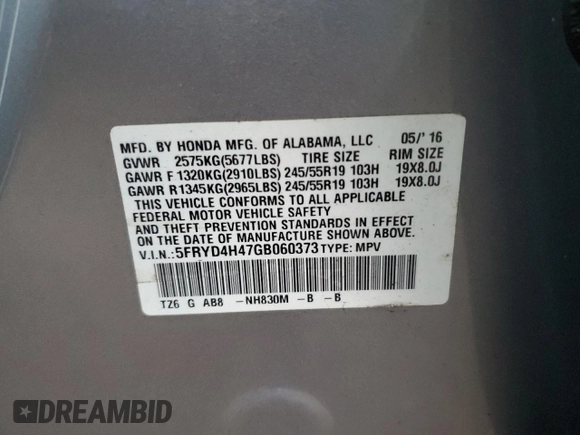 MFD. BY HONDA MFG. OF ALABAMA, LLC 05/'16
GVWR 2575KG(5677LBS) TIRE SIZE RIM SIZE
GAWR F 1320KG(2910LBS) 245/55R19 103H 19X8.0J
GAWR R 1345KG(2965LBS) 245/55R19 103H 19X8.0J
THIS VEHICLE CONFORMS TO ALL APPLICABLE
FEDERAL MOTOR VEHICLE SAFETY
AND THEFT PREVENTION STANDARDS IN EFFECT
ON THE DATE OF MANUFACTURE SHOWN ABOVE.
V.I.N.: 5FRYD4H47GB060373 TYPE: MPV
TZ6 G AB8 -NH830M -B -B
DREAMBID